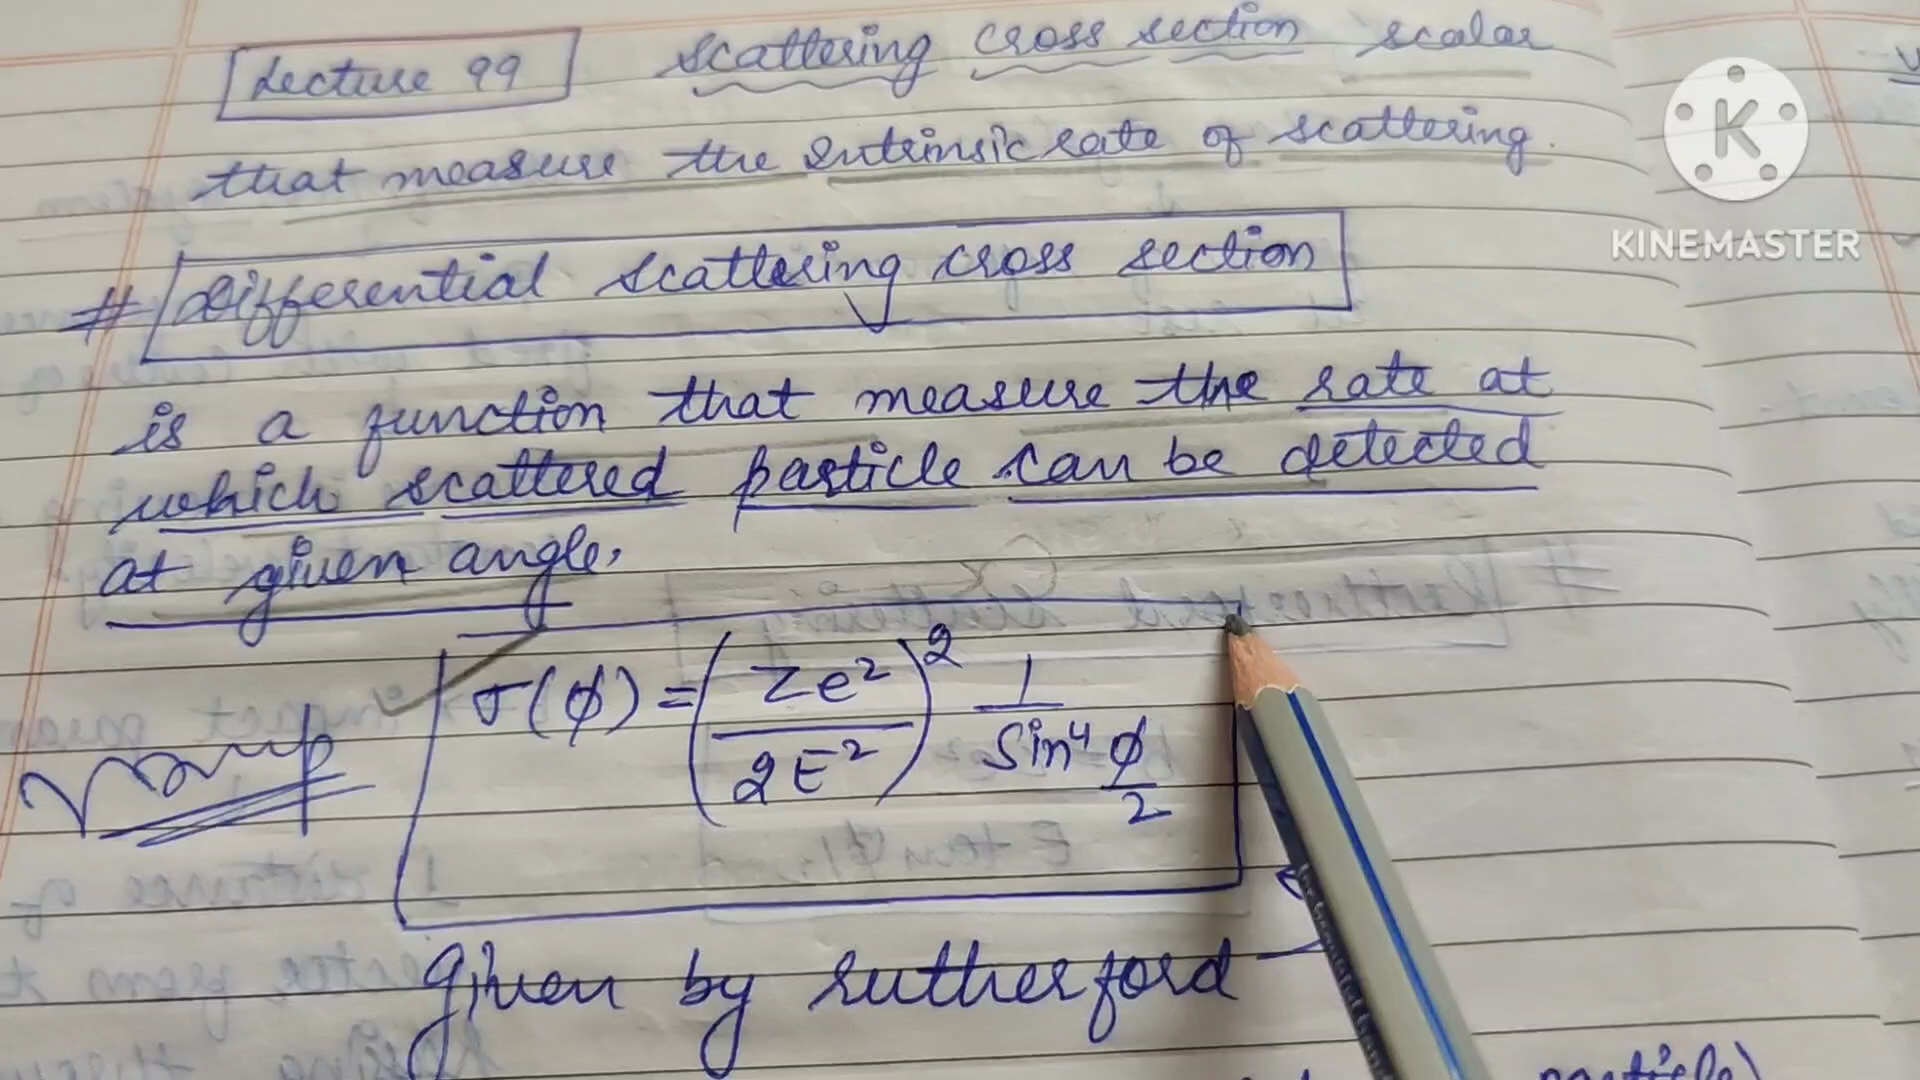 Lecture 99 scattering cross section scalar
that measure the intrinsic rate of scattering.
# Differential scattering cross section
is a function that measure the rate at
which scattered particle can be detected
at given angle.
σ(ϕ) = (Ze²/2E²)² 1/Sin⁴ ϕ/2
Given by rutherford
particle)
K
KINEMASTER